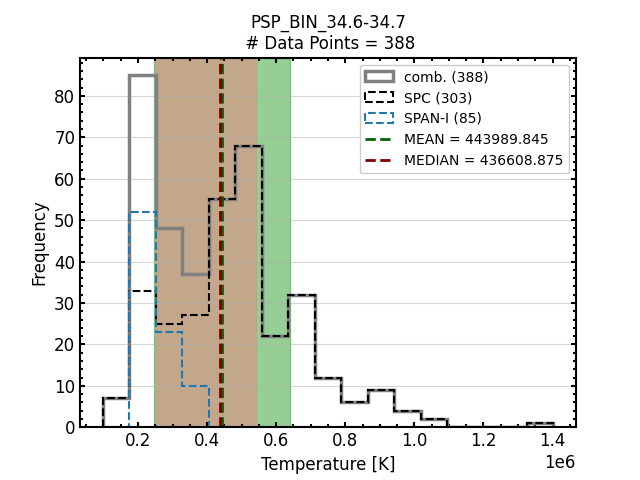 PSP_BIN_34.6-34.7
# Data Points = 388
comb. (388)
SPC (303)
SPAN-I (85)
MEAN = 443989.845
MEDIAN = 436608.875
Frequency
80
70
60
50
40
30
20
10
0
0.2 0.4 0.6 0.8 1.0 1.2 1.4
1e6
Temperature [K]